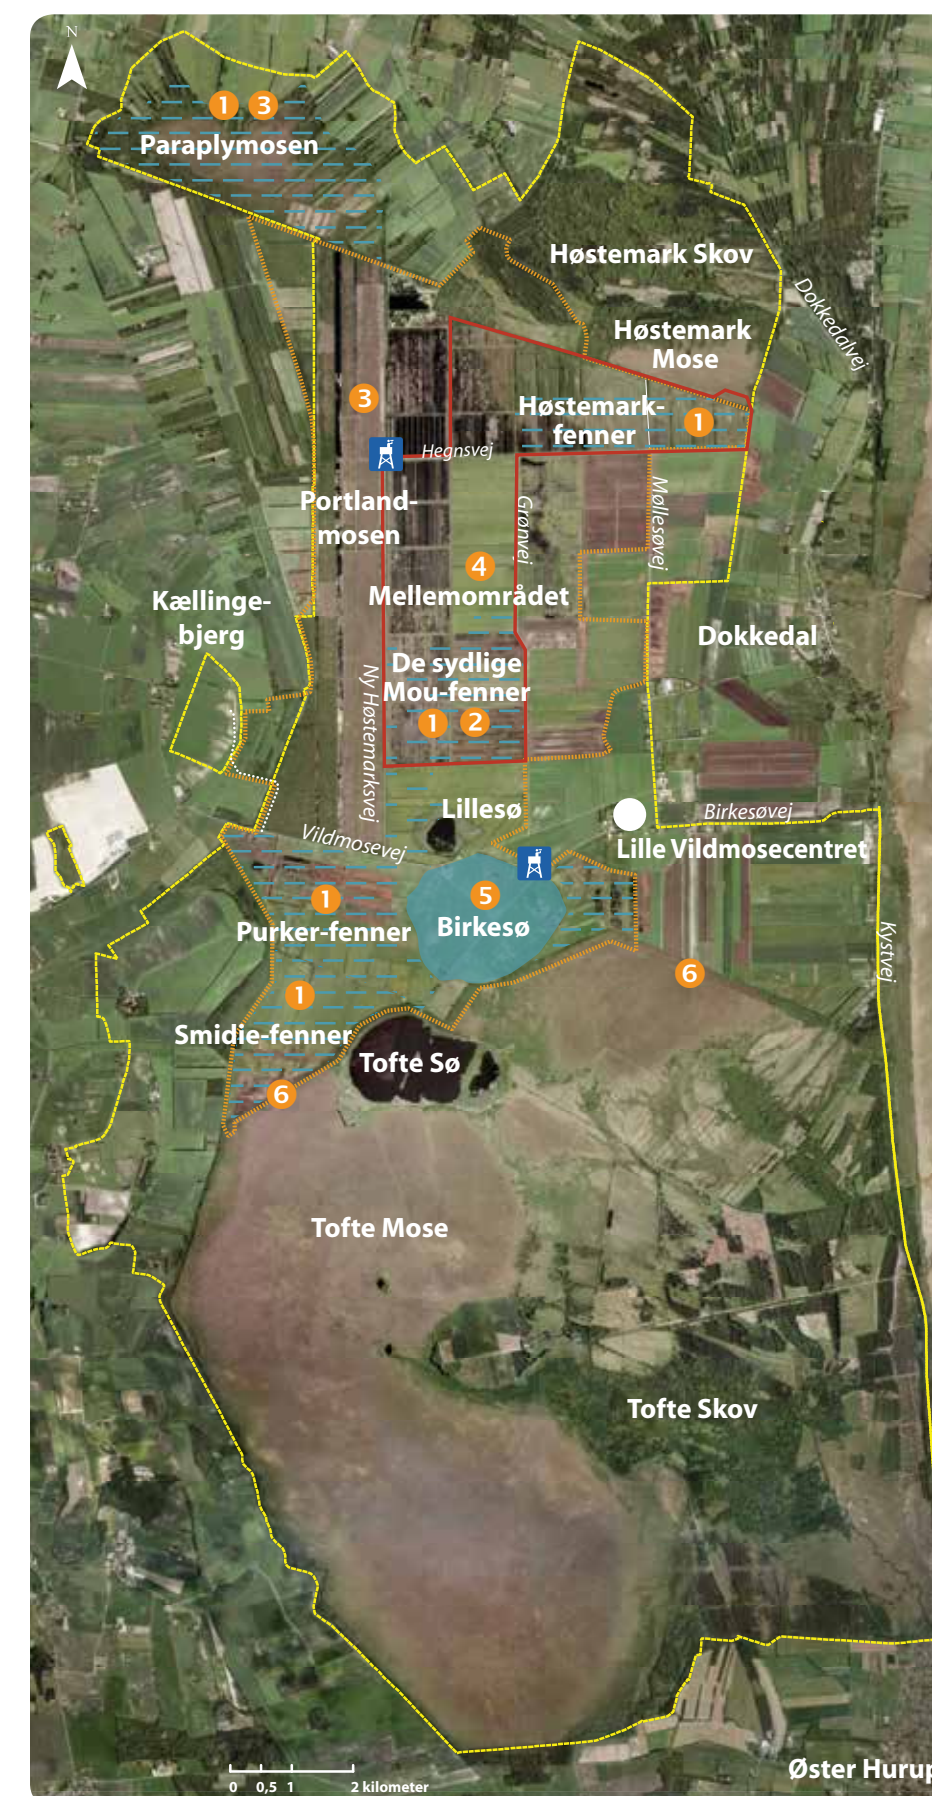 N
1 3
Paraplymosen
Høstemark Skov
Dokkedalvej
Høstemark
Mose
3
Høstemark-
fenner
1
Hegnsvej
Portland-
mosen
Grønvej
Møllesøvej
4
Mellemområdet
Kællinge-
bjerg
Dokkedal
De sydlige
Mou-fenner
1 2
Ny Høstemarksvej
Lillesø
Birkesøvej
Vildmosevej
Lille Vildmosecentret
1
5
Purker-fenner
Birkesø
Kystvej
6
1
Smidie-fenner
Tofte Sø
6
Tofte Mose
Tofte Skov
Øster Hurup
0 0,5 1 2 kilometer